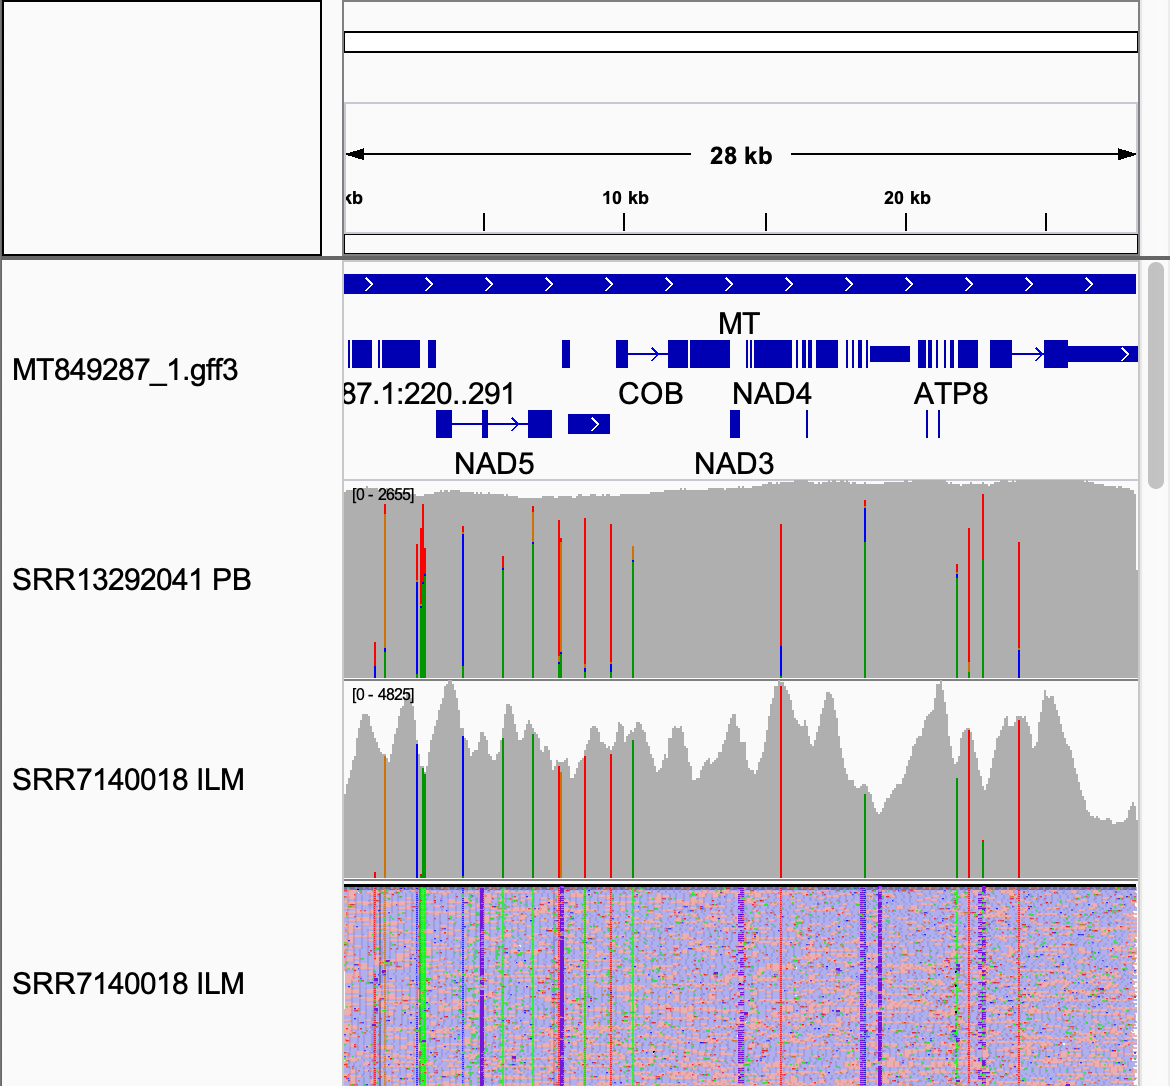 28 kb
kb
10 kb
20 kb
MT
MT849287_1.gff3
87.1:220..291
COB
NAD4
ATP8
NAD5
NAD3
[0 - 2655]
SRR13292041 PB
[0 - 4825]
SRR7140018 ILM
SRR7140018 ILM